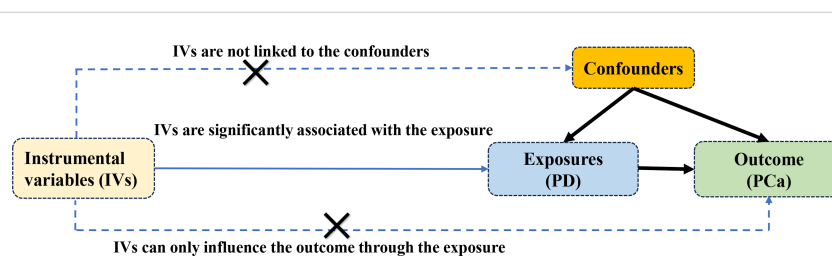 IVs are not linked to the confounders
Confounders
IVs are significantly associated with the exposure
Instrumental
variables (IVs)
Exposures
(PD)
Outcome
(PCa)
IVs can only influence the outcome through the exposure